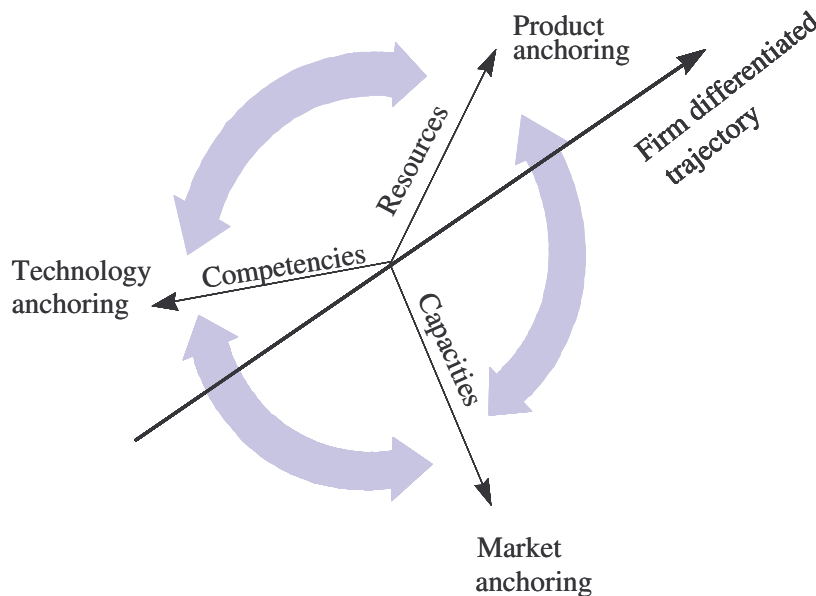 Product
anchoring
Firm differentiated
trajectory
Resources
Technology
anchoring
Competencies
Capacities
Market
anchoring